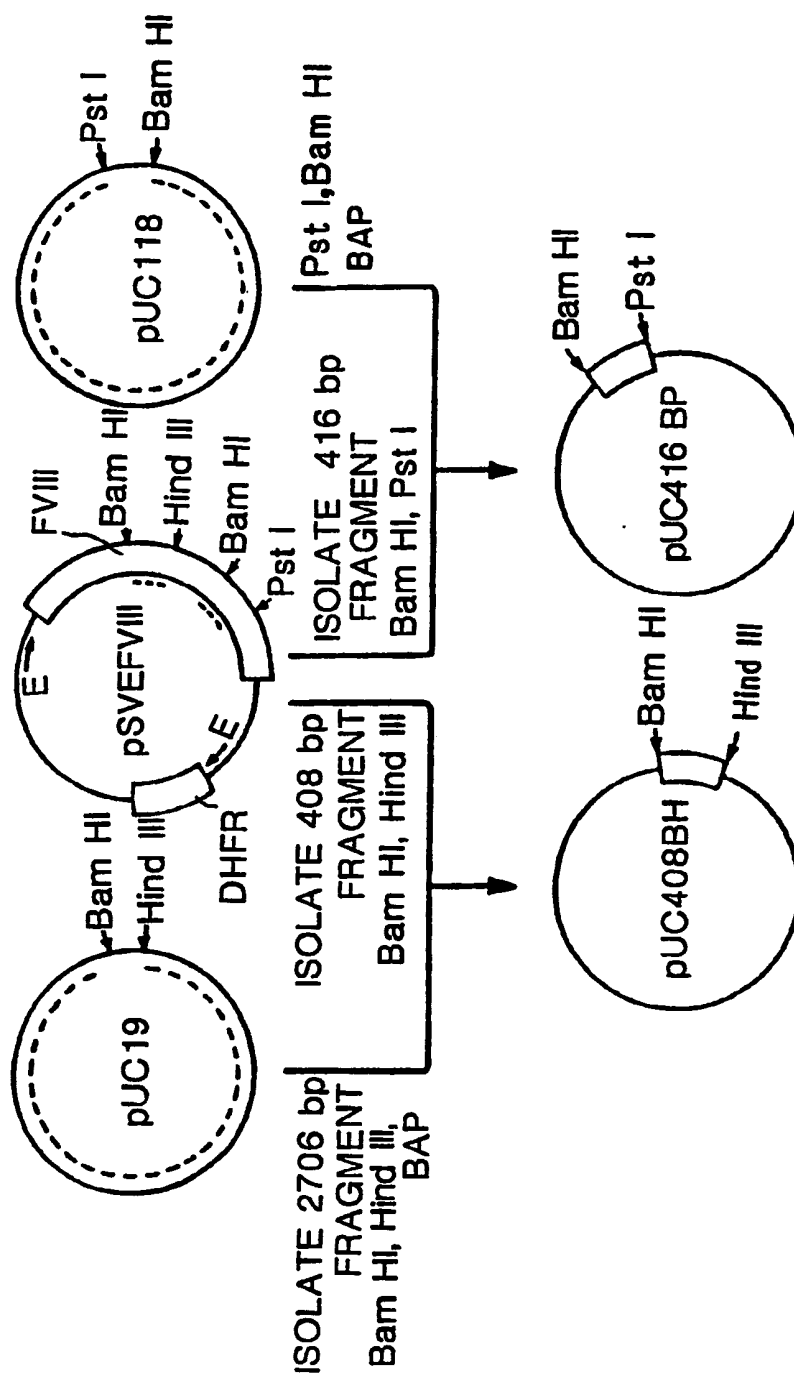 Bam HI
Hind III
pUC19
E
FVIII
Bam HI
Hind III
Bam HI
Pst I
pSVEFVIII
E
DHFR
Pst I
Bam HI
pUC118
ISOLATE 2706 bp
FRAGMENT
Bam HI, Hind III,
BAP
ISOLATE 408 bp
FRAGMENT
Bam HI, Hind III
ISOLATE 416 bp
FRAGMENT
Bam HI, Pst I
Pst I,Bam HI
BAP
Bam HI
Hind III
pUC408BH
Bam HI
Pst I
pUC416 BP